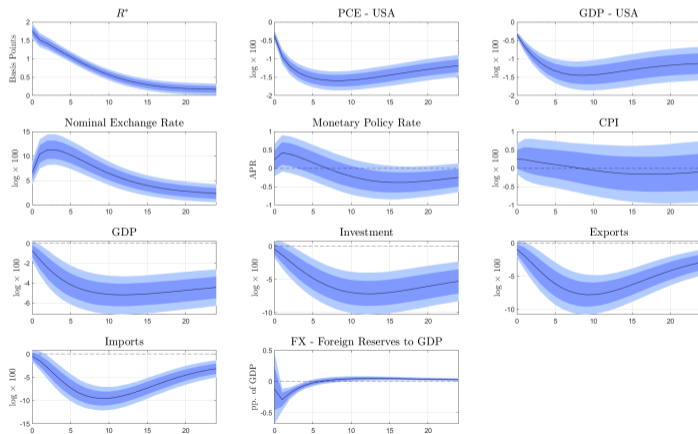 R*
PCE - USA
GDP - USA
Basis Points
2
1.5
1
0.5
0
0 5 10 15 20
log × 100
0
-0.5
-1
-1.5
-2
0 5 10 15 20
log × 100
0
-0.5
-1
-1.5
-2
0 5 10 15 20
Nominal Exchange Rate
Monetary Policy Rate
CPI
log × 100
15
10
5
0
0 5 10 15 20
APR
1
0.5
0
-0.5
-1
0 5 10 15 20
log × 100
1
0.5
0
-0.5
-1
0 5 10 15 20
GDP
Investment
Exports
log × 100
0
-2
-4
-6
0 5 10 15 20
log × 100
0
-5
-10
0 5 10 15 20
log × 100
0
-5
-10
0 5 10 15 20
Imports
FX - Foreign Reserves to GDP
log × 100
0
-5
-10
-15
0 5 10 15 20
pp. of GDP
0.5
0
-0.5
0 5 10 15 20